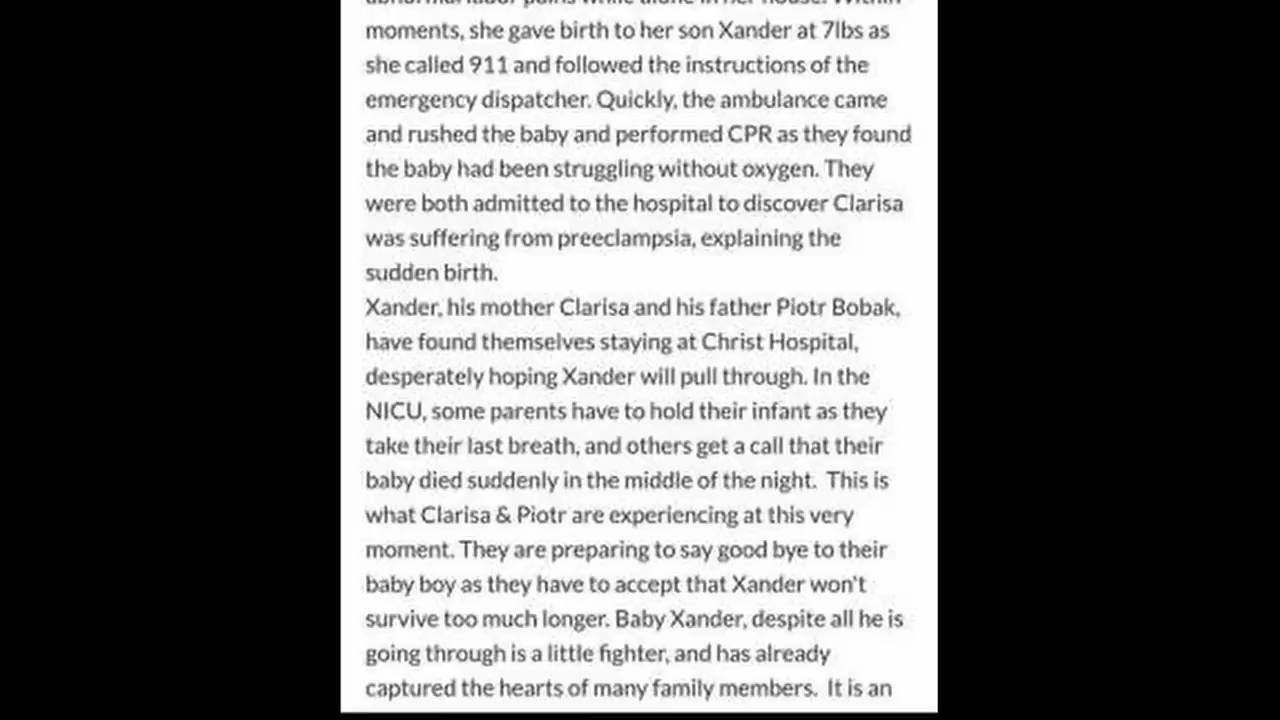 abnormal labor pains while alone in her house. Within
moments, she gave birth to her son Xander at 7lbs as
she called 911 and followed the instructions of the
emergency dispatcher. Quickly, the ambulance came
and rushed the baby and performed CPR as they found
the baby had been struggling without oxygen. They
were both admitted to the hospital to discover Clarisa
was suffering from preeclampsia, explaining the
sudden birth.
Xander, his mother Clarisa and his father Piotr Bobak,
have found themselves staying at Christ Hospital,
desperately hoping Xander will pull through. In the
NICU, some parents have to hold their infant as they
take their last breath, and others get a call that their
baby died suddenly in the middle of the night. This is
what Clarisa & Piotr are experiencing at this very
moment. They are preparing to say good bye to their
baby boy as they have to accept that Xander won't
survive too much longer. Baby Xander, despite all he is
going through is a little fighter, and has already
captured the hearts of many family members. It is an